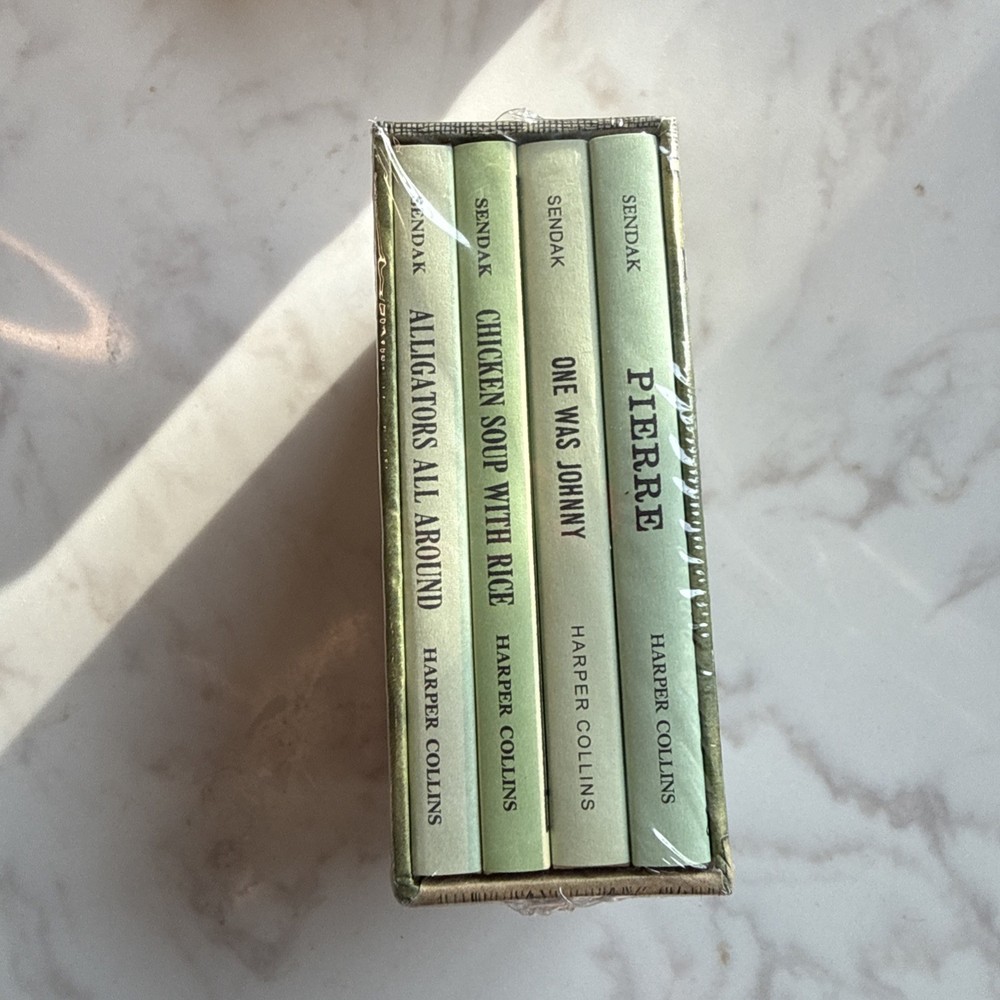 SENDAK ALLIGATORS ALL AROUND HARPER COLLINS
SENDAK CHICKEN SOUP WITH RICE HARPER COLLINS
SENDAK ONE WAS JOHNNY HARPER COLLINS
SENDAK PIERRE HARPER COLLINS